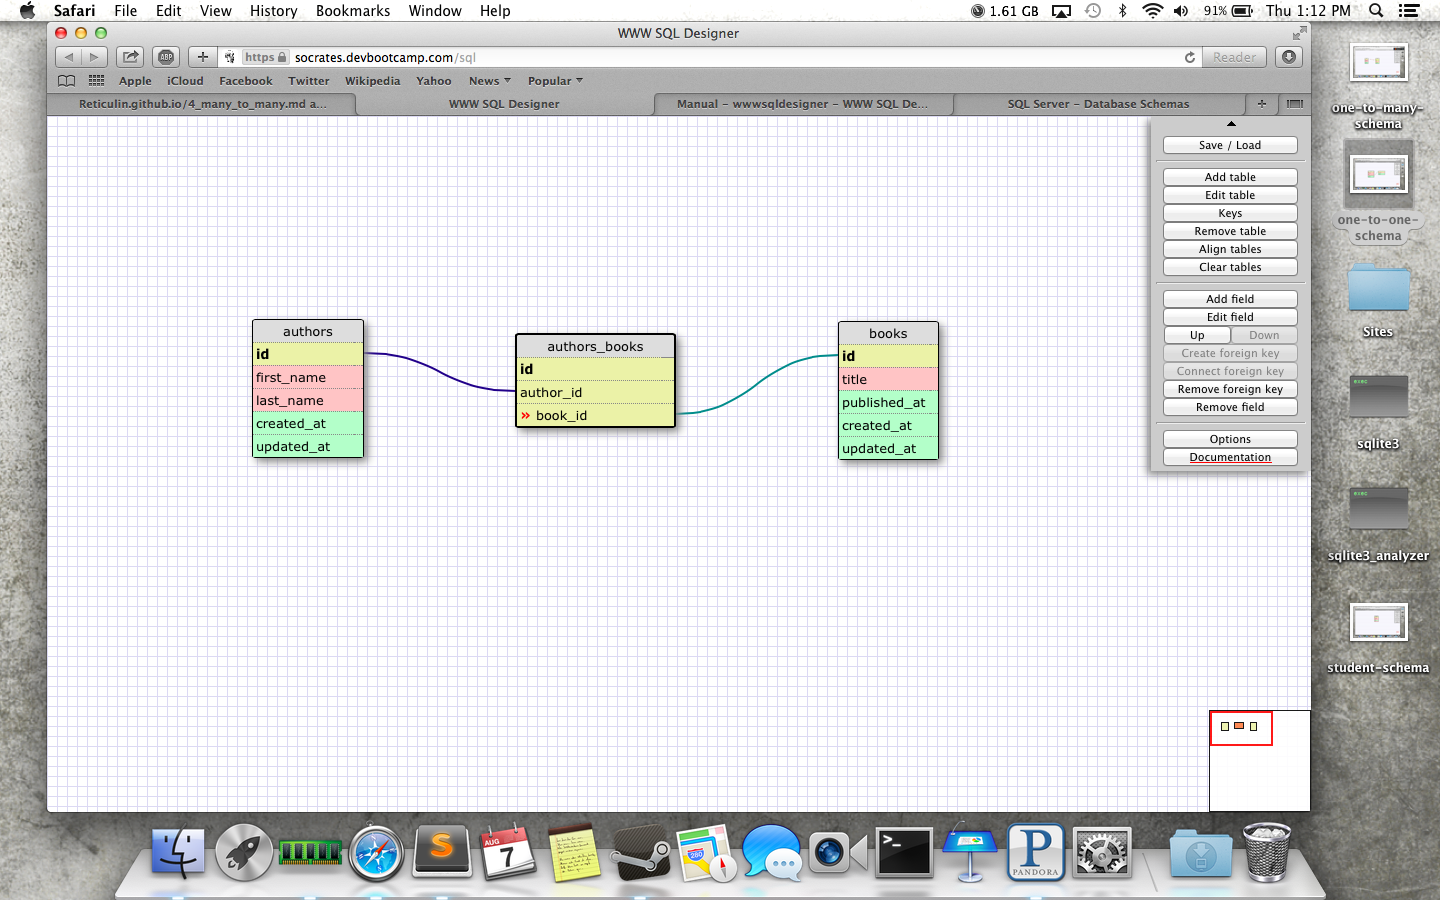 Safari File Edit View History Bookmarks Window Help 1.61 GB 91% Thu 1:12 PM
WWW SQL Designer
ABP https socrates.devbootcamp.com/sql Reader
Apple iCloud Facebook Twitter Wikipedia Yahoo News Popular
Reticulin.github.io/4_many_to_many.md a... WWW SQL Designer Manual – wwwsqldesigner – WWW SQL De... SQL Server – Database Schemas
Save / Load
Add table
Edit table
Keys
Remove table
Align tables
Clear tables
Add field
Edit field
Up Down
Create foreign key
Connect foreign key
Remove foreign key
Remove field
Options
Documentation
authors
id
first_name
last_name
created_at
updated_at
authors_books
id
author_id
» book_id
books
id
title
published_at
created_at
updated_at
one-to-many-
schema
one-to-one-
schema
Sites
exec
sqlite3
exec
sqlite3_analyzer
student-schema
S
AUG
7
280
>_
P
PANDORA